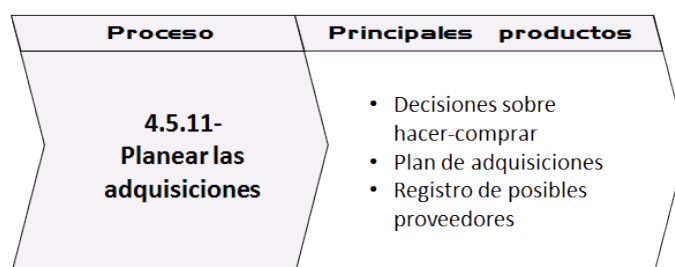 Proceso
Principales productos
4.5.11-
Planear las
adquisiciones
• Decisiones sobre
hacer-comprar
• Plan de adquisiciones
• Registro de posibles
proveedores